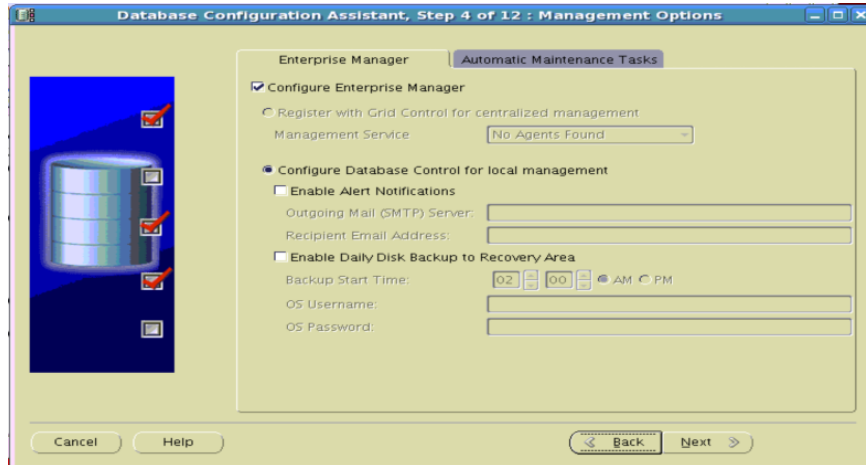 Database Configuration Assistant, Step 4 of 12 : Management Options
Enterprise Manager
Automatic Maintenance Tasks
Configure Enterprise Manager
Register with Grid Control for centralized management
Management Service No Agents Found
Configure Database Control for local management
Enable Alert Notifications
Outgoing Mail (SMTP) Server:
Recipient Email Address:
Enable Daily Disk Backup to Recovery Area
Backup Start Time: 02 00 AM PM
OS Username:
OS Password:
Cancel Help Back Next